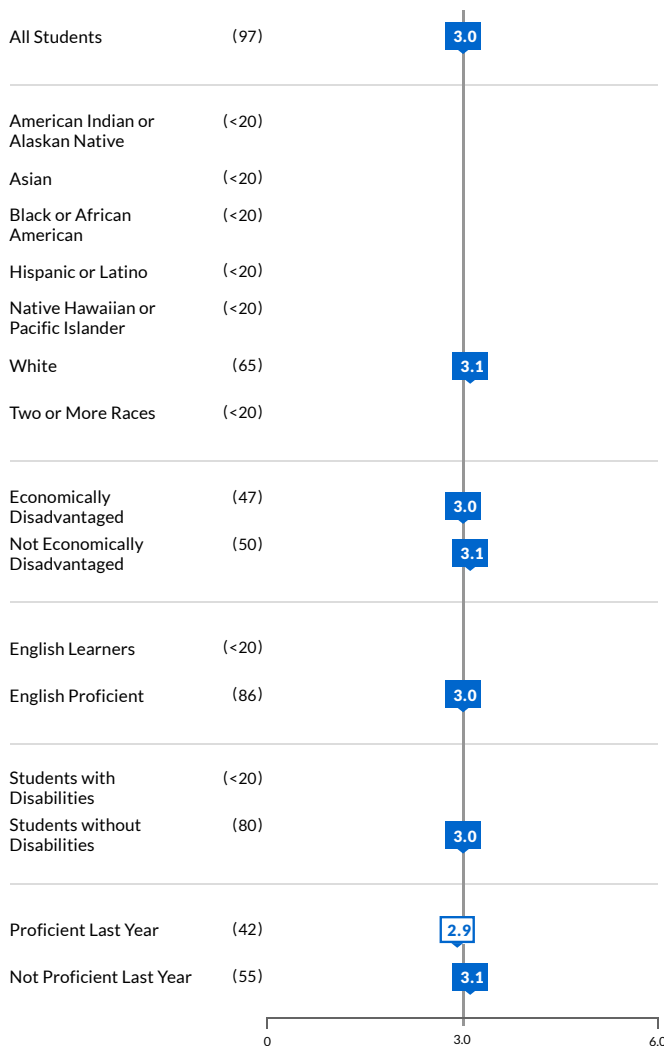 All Students (97) 3.0
American Indian or (<20)
Alaskan Native
Asian (<20)
Black or African (<20)
American
Hispanic or Latino (<20)
Native Hawaiian or (<20)
Pacific Islander
White (65) 3.1
Two or More Races (<20)
Economically (47) 3.0
Disadvantaged
Not Economically (50) 3.1
Disadvantaged
English Learners (<20)
English Proficient (86) 3.0
Students with (<20)
Disabilities
Students without (80) 3.0
Disabilities
Proficient Last Year (42) 2.9
Not Proficient Last Year (55) 3.1
0 3.0 6.0